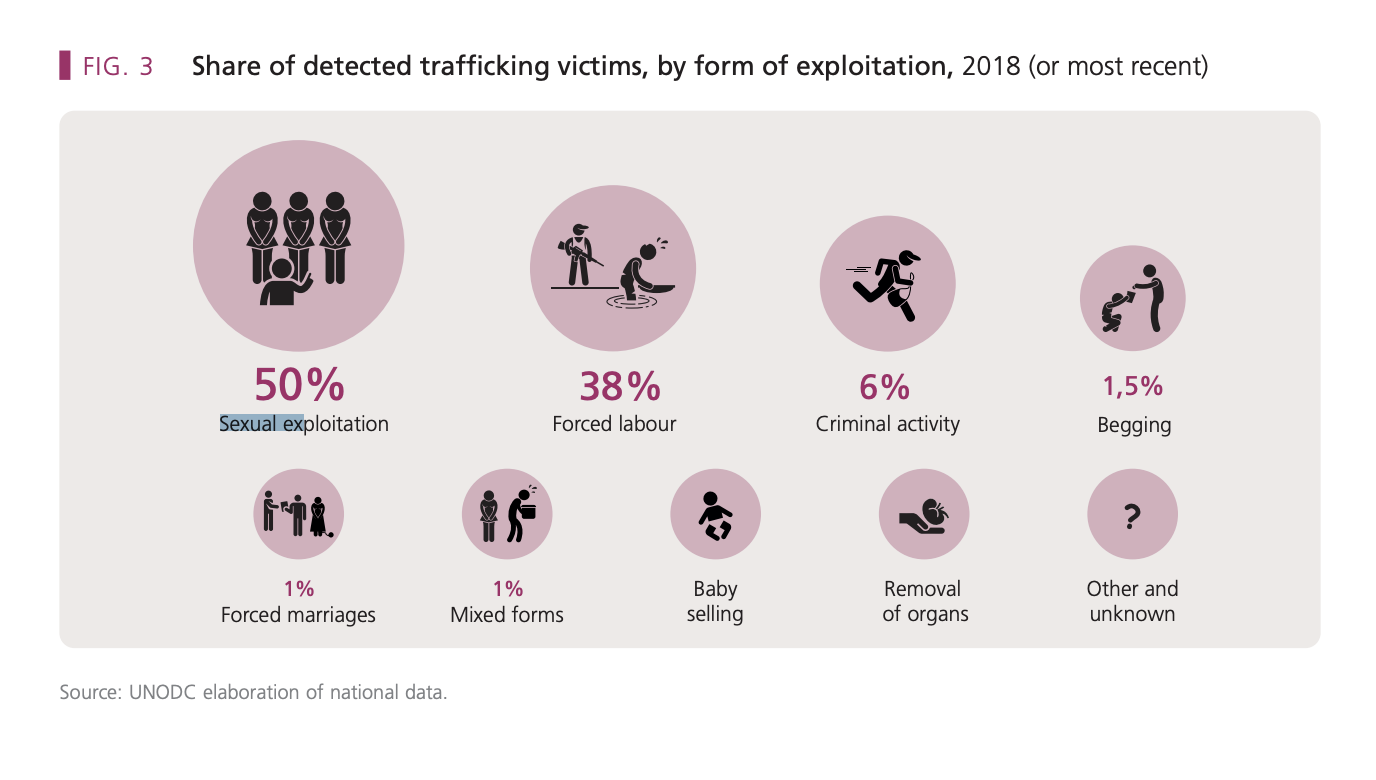 FIG. 3 Share of detected trafficking victims, by form of exploitation, 2018 (or most recent)
50% 38% 6% 1,5%
Sexual exploitation Forced labour Criminal activity Begging
?
1% 1% Baby Removal Other and
Forced marriages Mixed forms selling of organs unknown
Source: UNODC elaboration of national data.